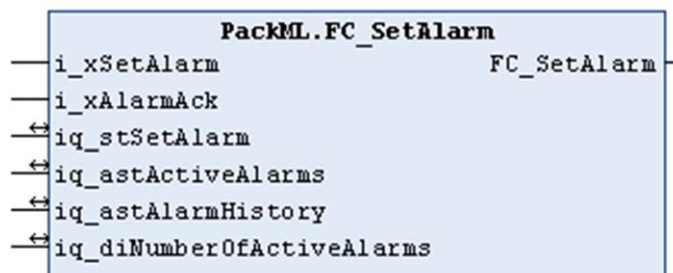 PackML.FC_SetAlarm
i_xSetAlarm FC_SetAlarm
i_xAlarmAck
iq_stSetAlarm
iq_astActiveAlarms
iq_astAlarmHistory
iq_diNumberOfActiveAlarms